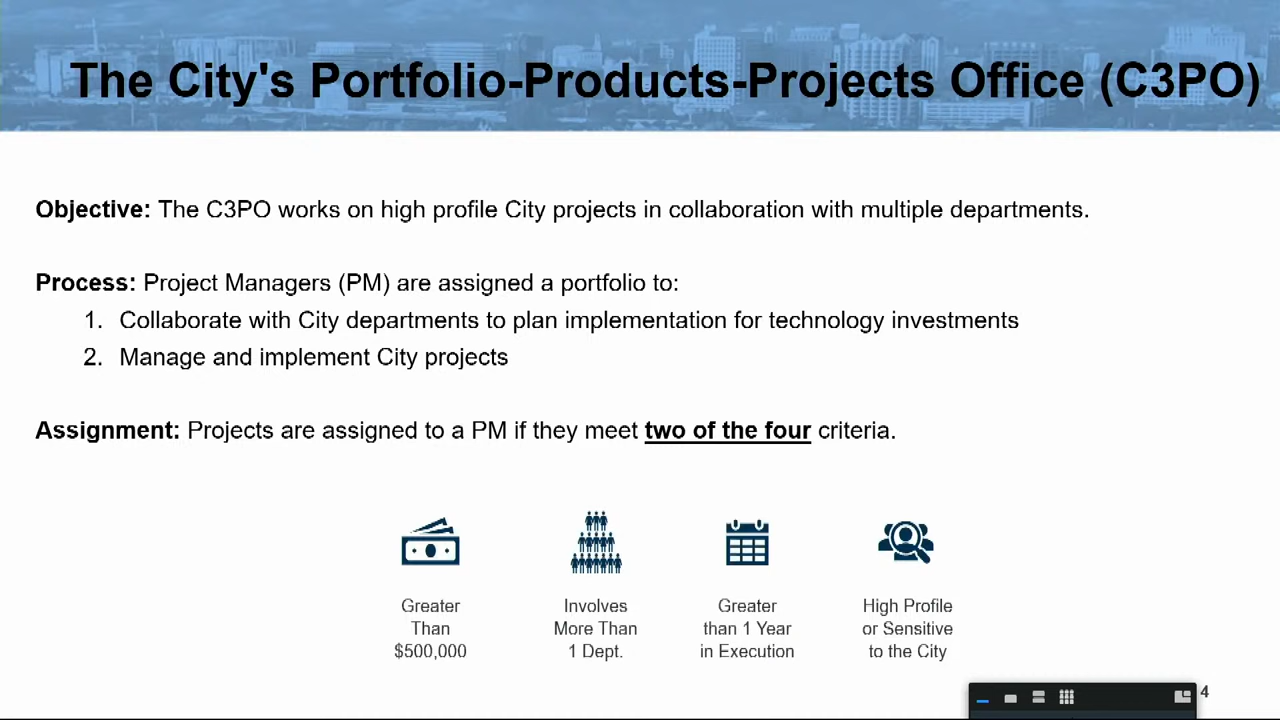 The City's Portfolio-Products-Projects Office (C3PO)
Objective: The C3PO works on high profile City projects in collaboration with multiple departments.
Process: Project Managers (PM) are assigned a portfolio to:
1. Collaborate with City departments to plan implementation for technology investments
2. Manage and implement City projects
Assignment: Projects are assigned to a PM if they meet two of the four criteria.
Greater
Than
$500,000
Involves
More Than
1 Dept.
Greater
than 1 Year
in Execution
High Profile
or Sensitive
to the City
4